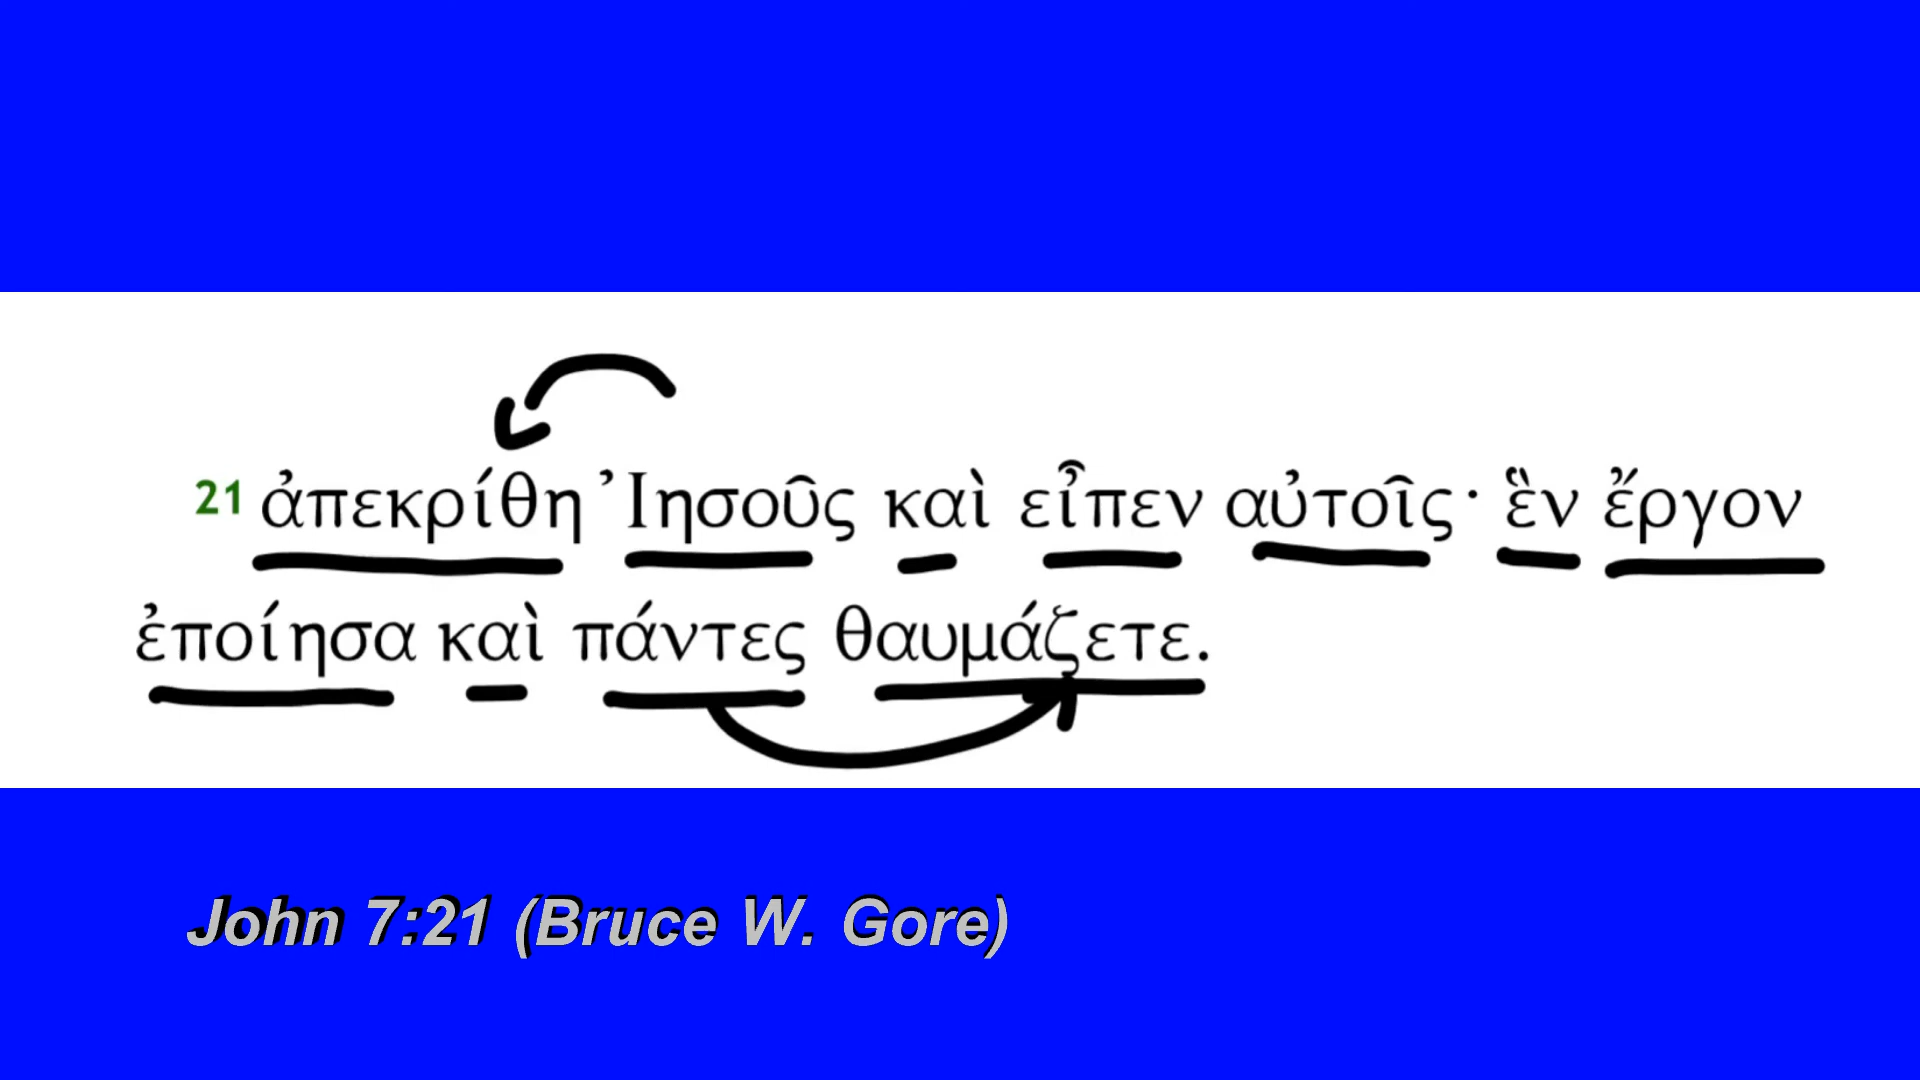 21 ἀπεκρίθη Ἰησοῦς καὶ εἶπεν αὐτοῖς· ἓν ἔργον
ἐποίησα καὶ πάντες θαυμάζετε.
John 7:21 (Bruce W. Gore)